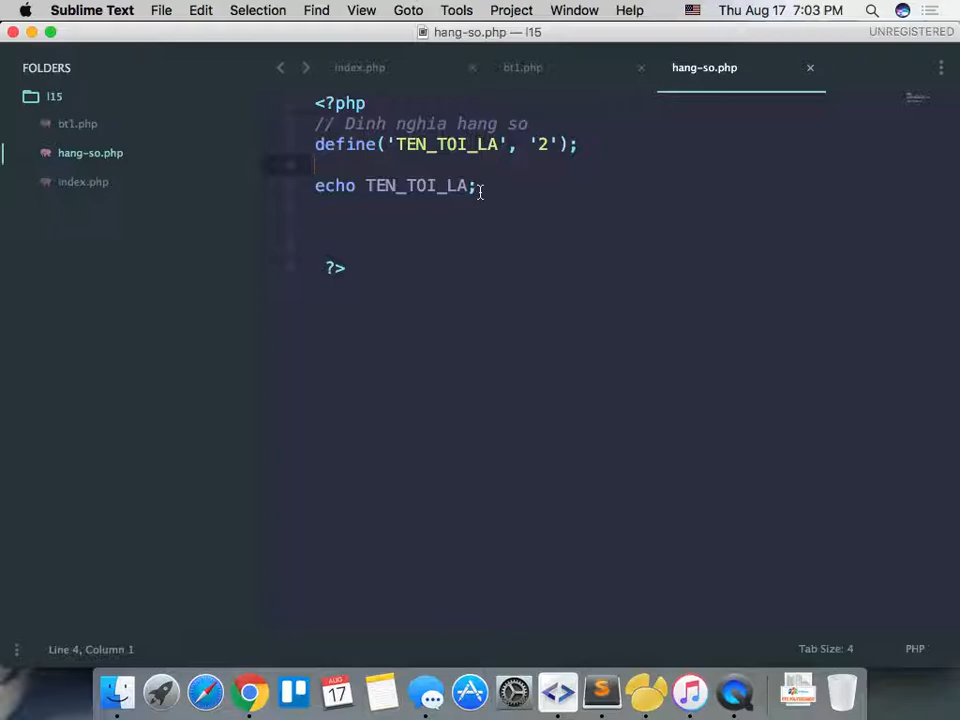 Sublime Text File Edit Selection Find View Goto Tools Project Window Help Thu Aug 17 7:03 PM
hang-so.php — l15 UNREGISTERED
FOLDERS
l15
bt1.php
hang-so.php
index.php
index.php bt1.php hang-so.php
<?php
// Dinh nghia hang so
define('TEN_TOI_LA', '2');
echo TEN_TOI_LA;
?>
Line 4, Column 1 Tab Size: 4 PHP
AUG
17